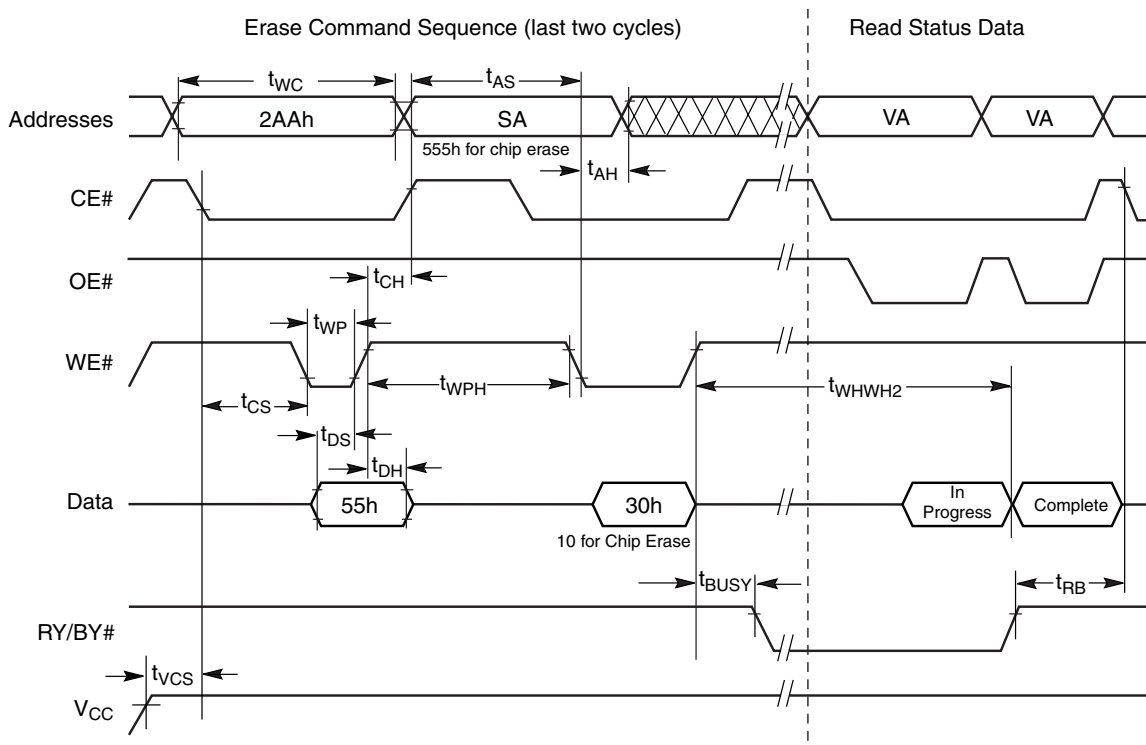 Erase Command Sequence (last two cycles)
Read Status Data
tWC
tAS
Addresses
2AAh
SA
VA
VA
555h for chip erase
tAH
CE#
OE#
tCH
tWP
WE#
tWPH
tWHWH2
tCS
tDS
tDH
Data
55h
30h
In
Progress
Complete
10 for Chip Erase
tBUSY
tRB
RY/BY#
tVCS
VCC